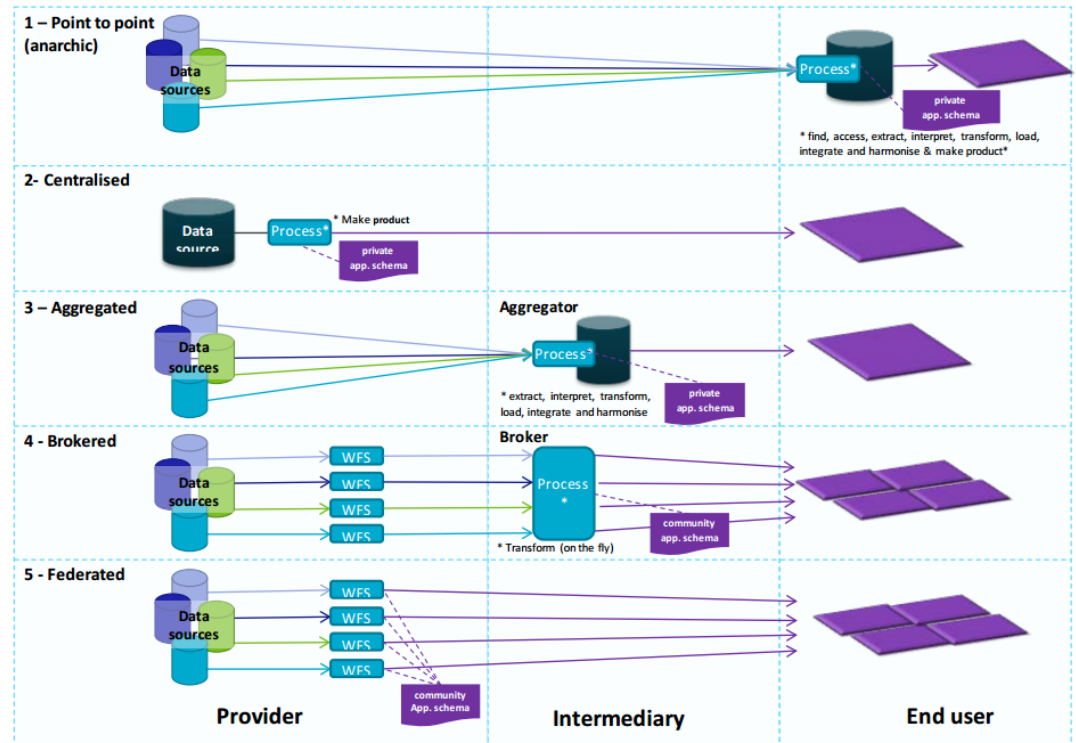 1 – Point to point
(anarchic)
Data
sources
Process*
private
app. schema
* find, access, extract, interpret, transform, load,
integrate and harmonise & make product*
2- Centralised
Data
source
Process*
* Make product
private
app. schema
3 – Aggregated
Data
sources
Aggregator
Process*
* extract, interpret, transform,
load, integrate and harmonise
private
app. schema
4 - Brokered
Data
sources
WFS
WFS
WFS
WFS
Broker
Process
*
* Transform (on the fly)
community
app. schema
5 - Federated
Data
sources
WFS
WFS
WFS
WFS
community
App. schema
Provider
Intermediary
End user